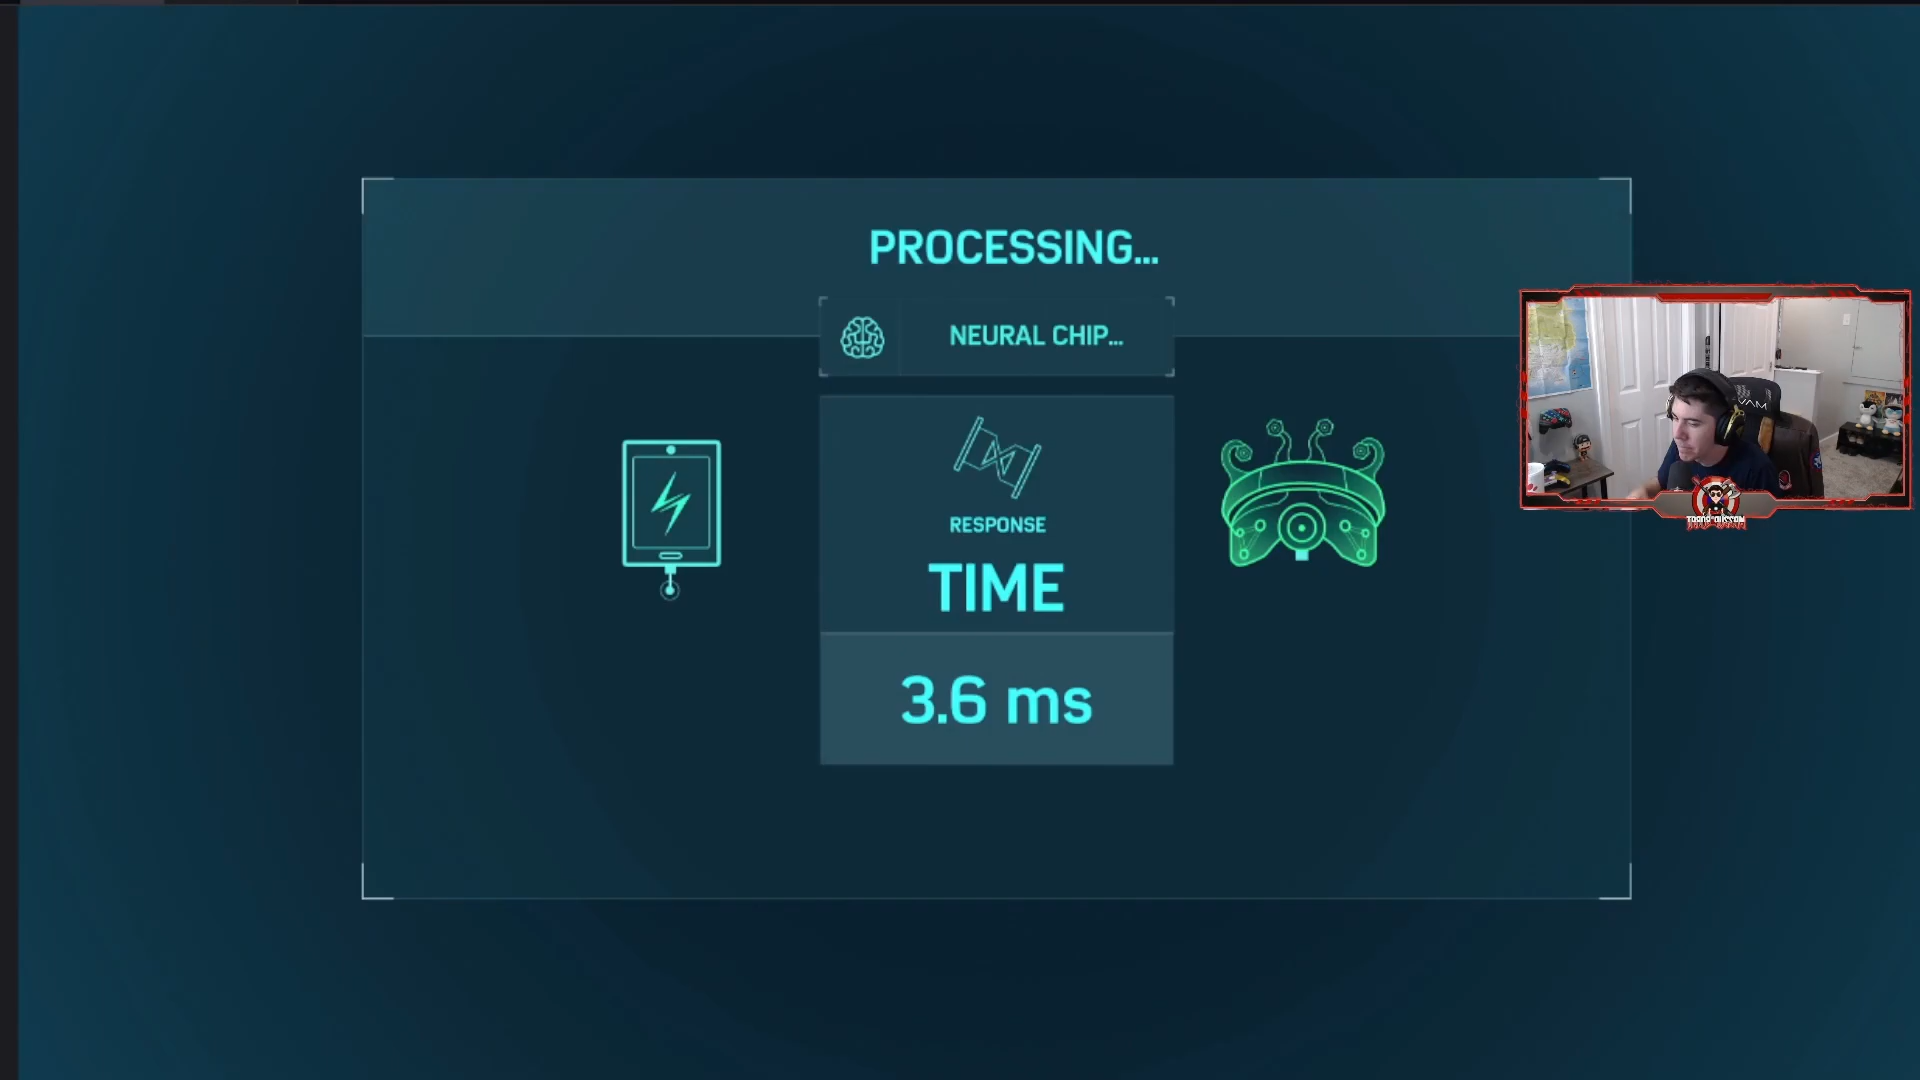 PROCESSING...
NEURAL CHIP...
RESPONSE
TIME
3.6 ms